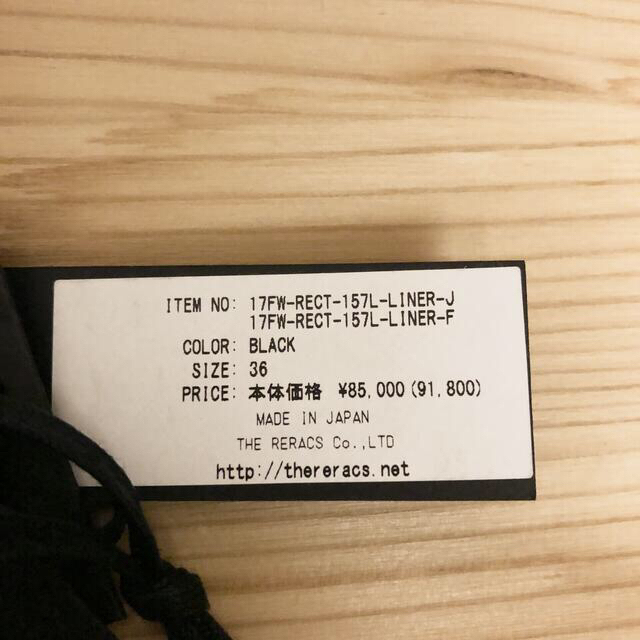 ITEM NO: 17FW-RECT-157L-LINER-J
17FW-RECT-157L-LINER-F
COLOR: BLACK
SIZE: 36
PRICE: 本体価格 ¥85,000(91,800)
MADE IN JAPAN
THE RERACS Co.,LTD
http://thereracs.net